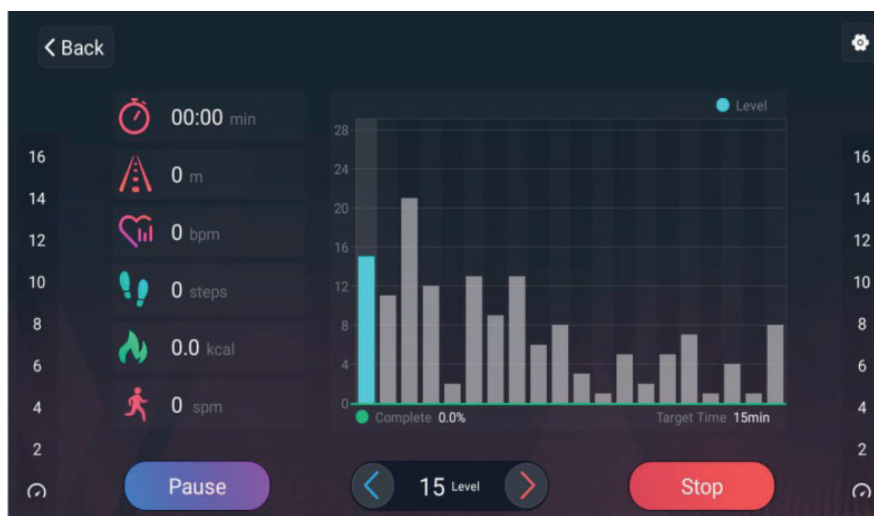 Back
00:00 min
0 m
0 bpm
0 steps
0.0 kcal
0 spm
16
14
12
10
8
6
4
2
Level
28
24
20
16
12
8
4
0
Complete 0.0%
Target Time 15min
16
14
12
10
8
6
4
2
Pause
15 Level
Stop